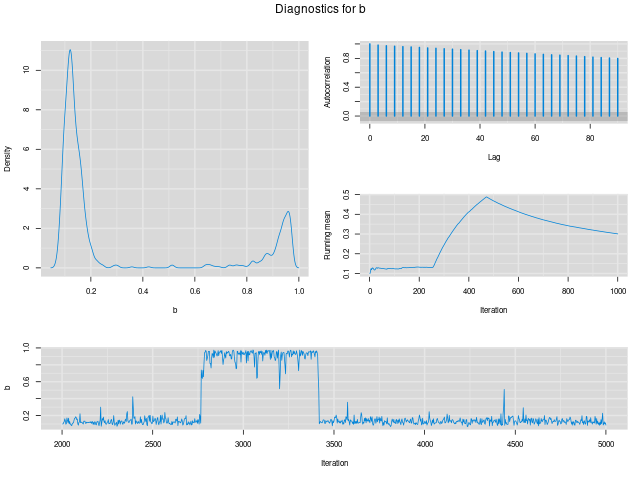 Diagnostics for b
Density
0 2 4 6 8 10
0.2 0.4 0.6 0.8 1.0
b
Autocorrelation
0.0 0.4 0.8
0 20 40 60 80
Lag
Running mean
0.1 0.2 0.3 0.4 0.5
0 200 400 600 800 1000
Iteration
b
0.2 0.6 1.0
2000 2500 3000 3500 4000 4500 5000
Iteration